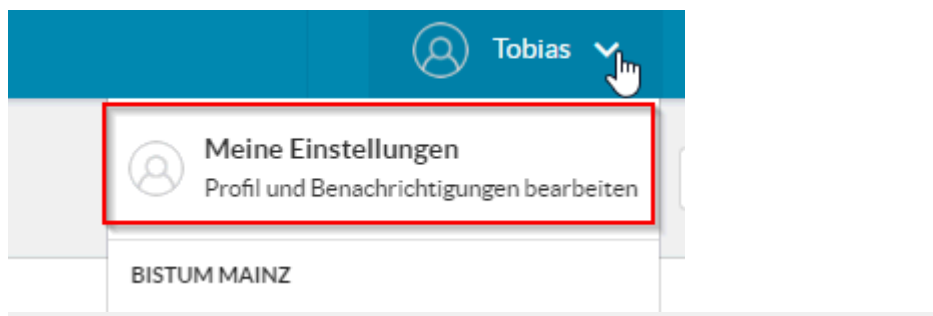 Tobias
Meine Einstellungen
Profil und Benachrichtigungen bearbeiten
BISTUM MAINZ